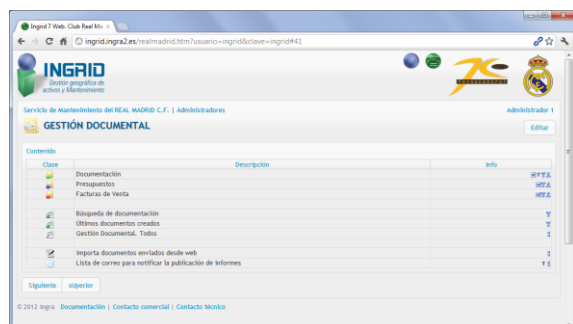 Ingrid 7 Web. Club Real Ma
ingrid.ingra2.es/realmadrid.htm?usuario=ingrid&clave=ingrid#41
INGRID
Gestión geográfica de
activos y Mantenimiento
Servicio de Mantenimiento del REAL MADRID C.F. | Administradores
Administrador 1
GESTIÓN DOCUMENTAL
Editar
Contenido
Clase Descripción Info
Documentación
Presupuestos
Facturas de Venta
Búsqueda de documentación
Últimos documentos creados
Gestión Documental. Todos
Importa documentos enviados desde web
Lista de correo para notificar la publicación de informes
Siguiente sUperior
© 2012 Ingra Documentación | Contacto comercial | Contacto técnico